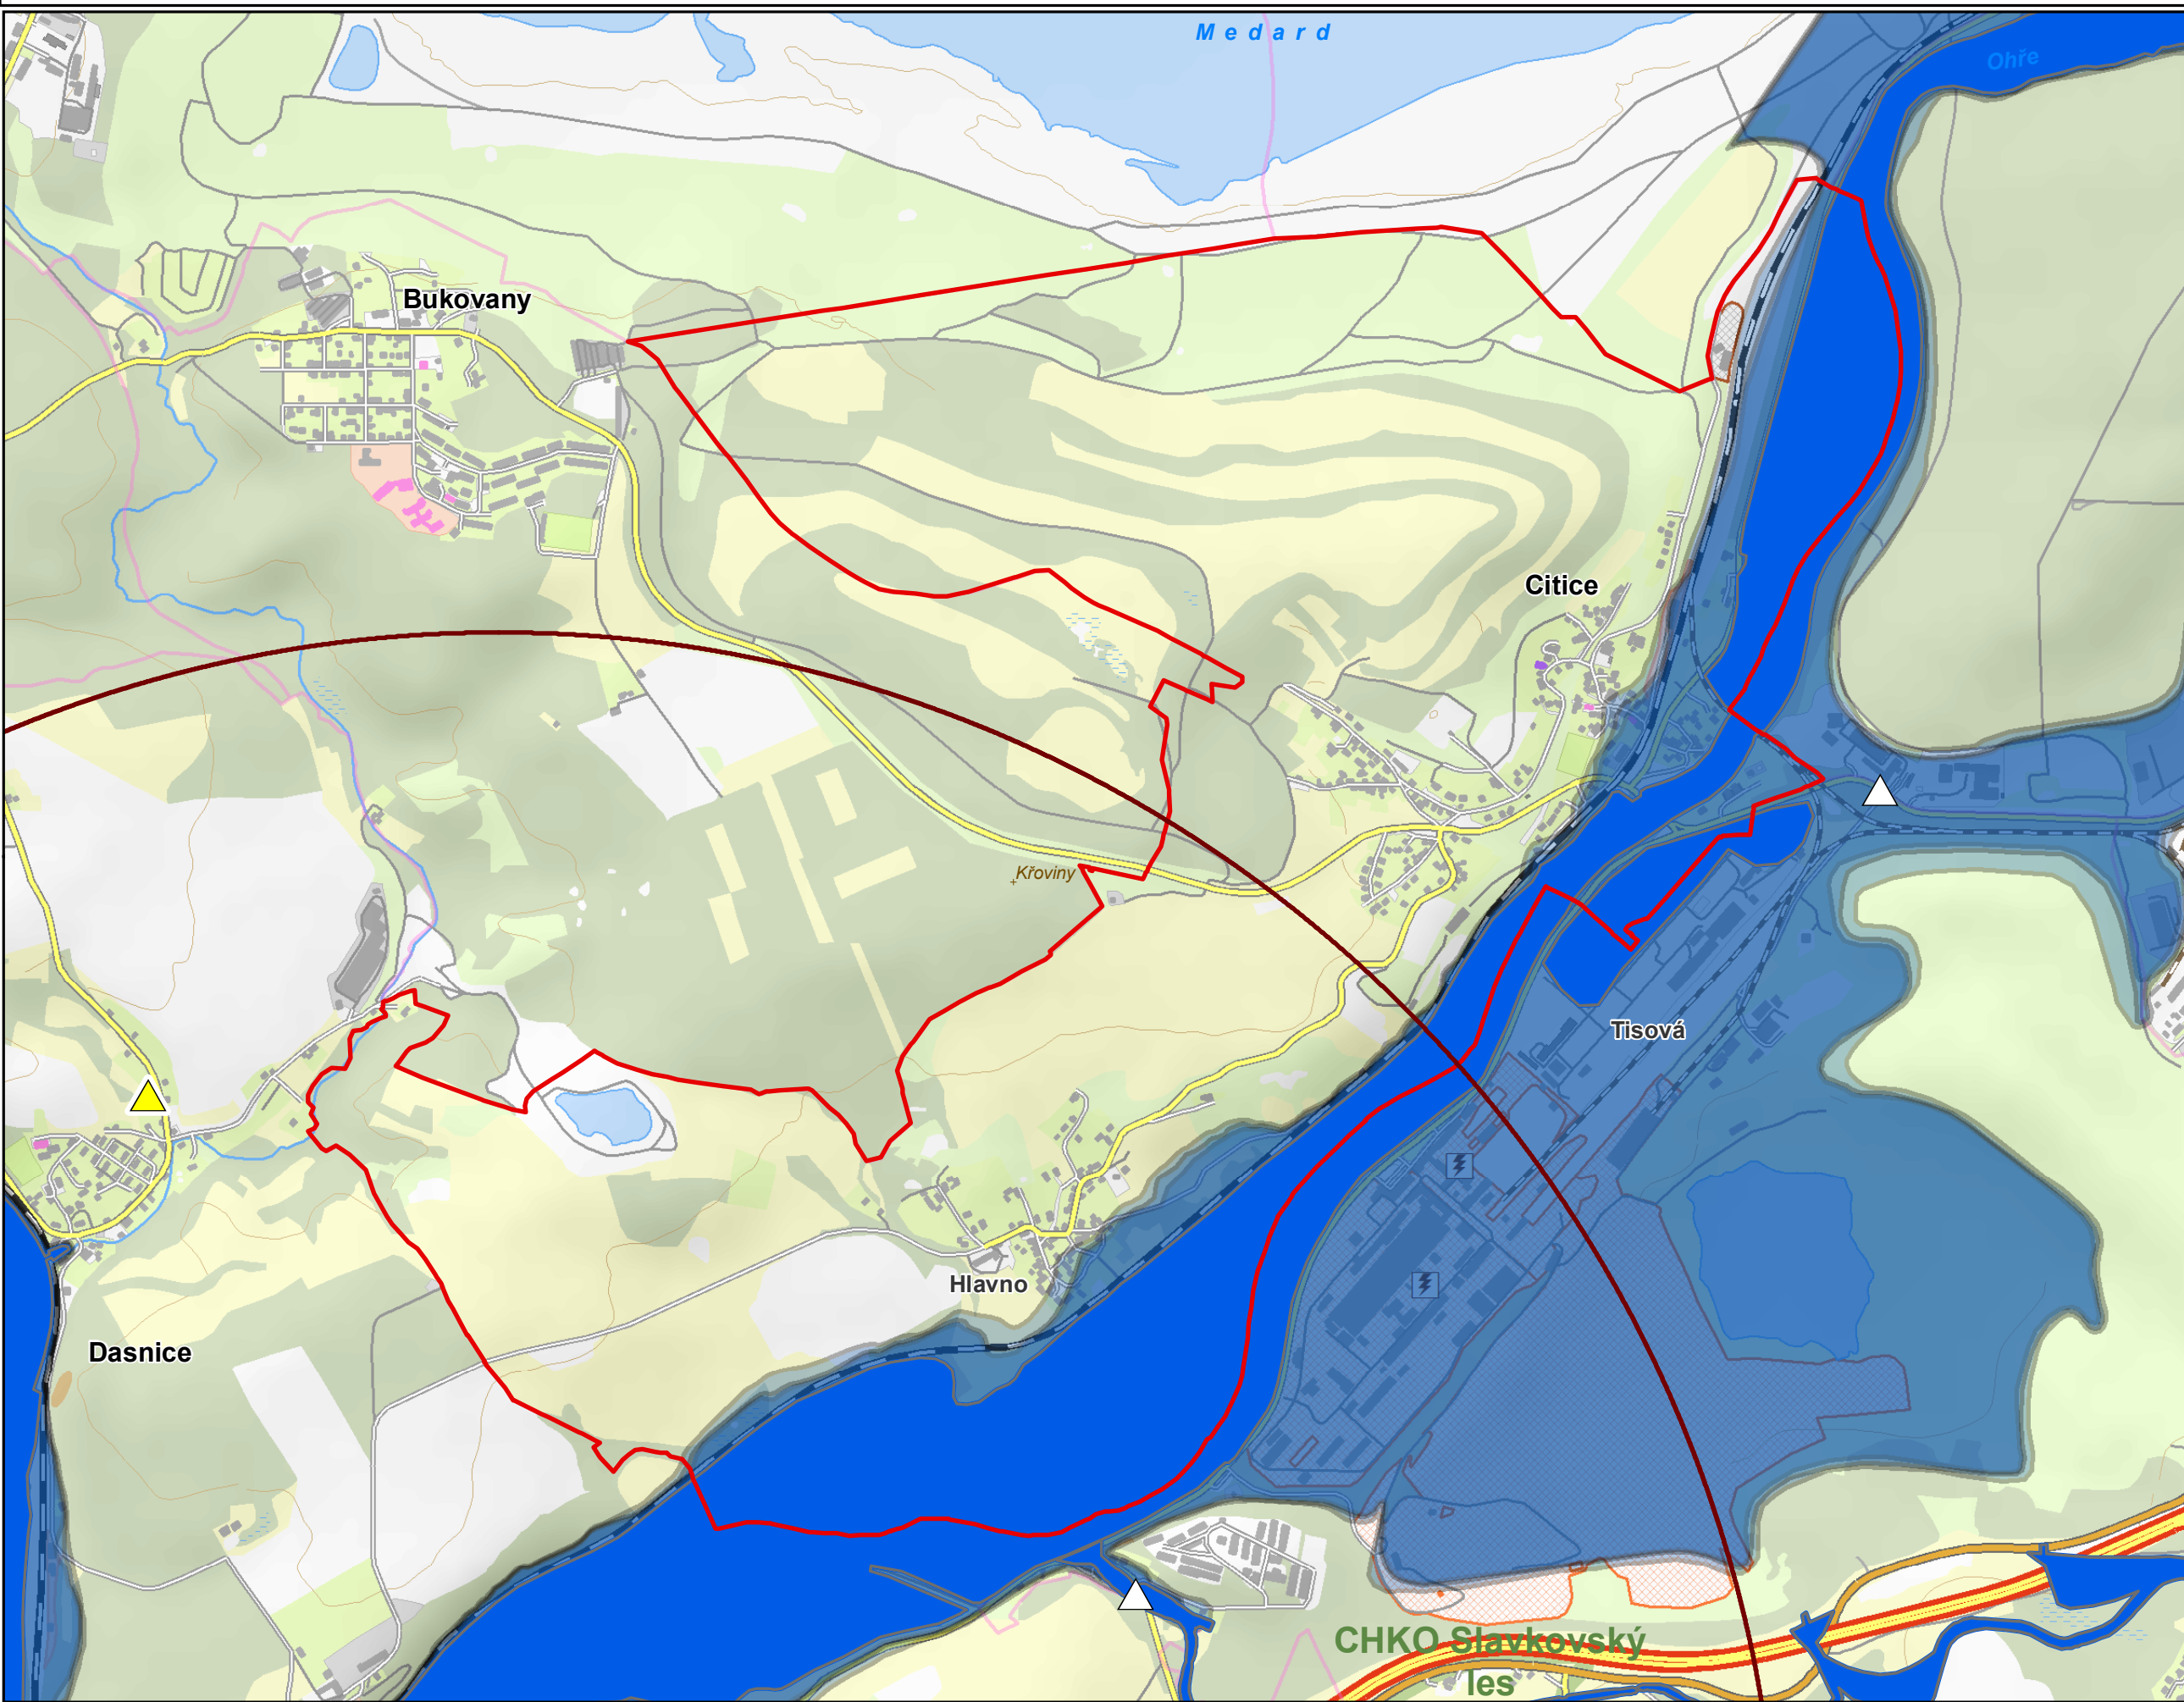 Medard
Ohře
Bukovany
Citice
Křoviny
Tisová
Hlavno
Dasnice
CHKO Slavkovský
les